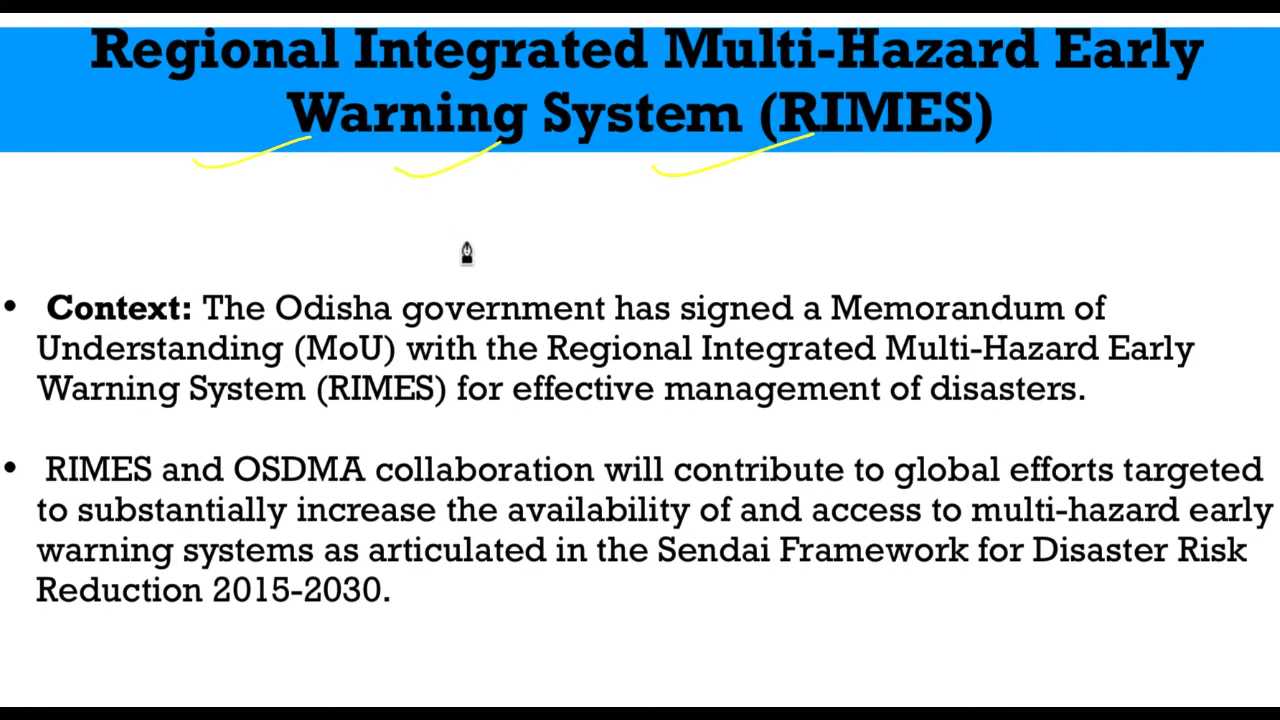 Regional Integrated Multi-Hazard Early
Warning System (RIMES)
• Context: The Odisha government has signed a Memorandum of
Understanding (MoU) with the Regional Integrated Multi-Hazard Early
Warning System (RIMES) for effective management of disasters.
• RIMES and OSDMA collaboration will contribute to global efforts targeted
to substantially increase the availability of and access to multi-hazard early
warning systems as articulated in the Sendai Framework for Disaster Risk
Reduction 2015-2030.